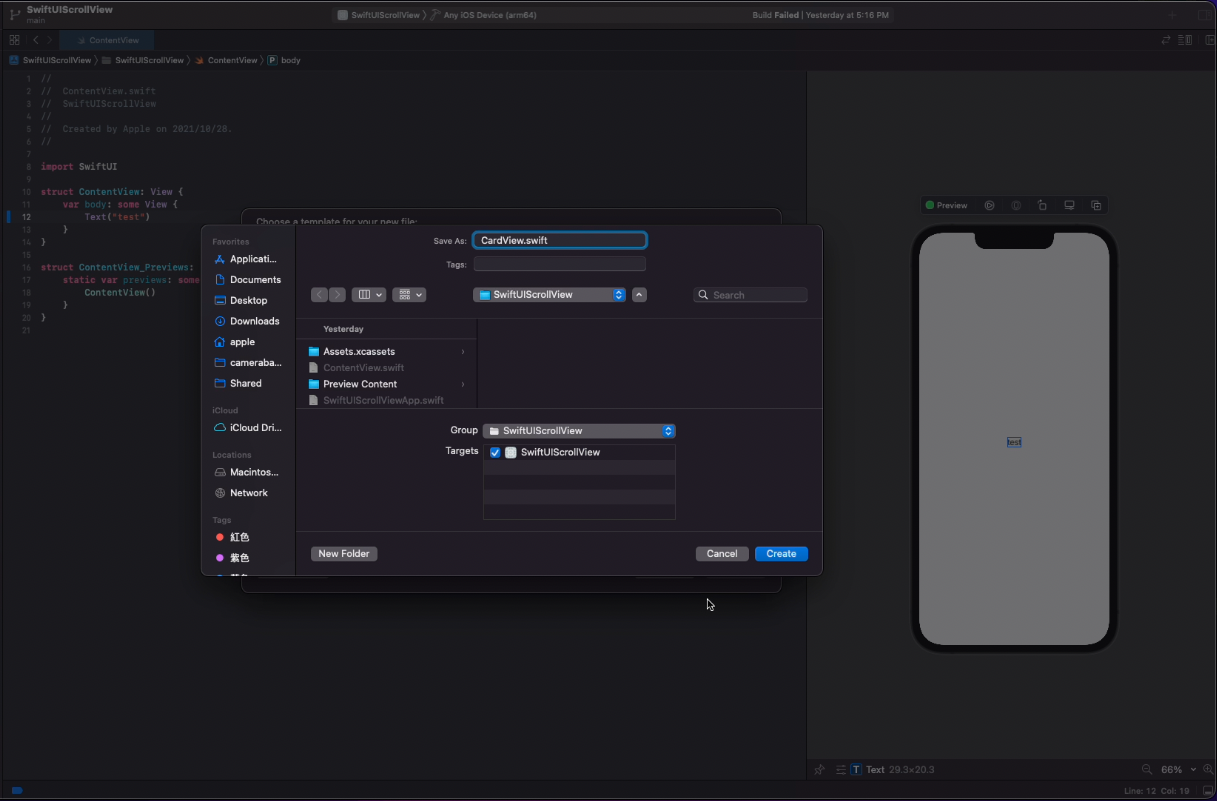 SwiftUIScrollView
main
SwiftUIScrollView 〉 Any iOS Device (arm64)
Build Failed | Yesterday at 5:16 PM
ContentView
SwiftUIScrollView 〉 SwiftUIScrollView 〉 ContentView 〉 P body
1 //
2 // ContentView.swift
3 // SwiftUIScrollView
4 //
5 // Created by Apple on 2021/10/28.
6 //
7
8 import SwiftUI
9
10 struct ContentView: View {
11 var body: some View {
12 Text("test")
13 }
14 }
15
16 struct ContentView_Previews:
17 static var previews: some
18 ContentView()
19 }
20 }
21
Choose a template for your new file:
Favorites
Applicati...
Documents
Desktop
Downloads
apple
cameraba...
Shared
iCloud
iCloud Dri...
Locations
Macintos...
Network
Tags
紅色
紫色
Save As: CardView.swift
Tags:
SwiftUIScrollView
Search
Yesterday
Assets.xcassets
ContentView.swift
Preview Content
SwiftUIScrollViewApp.swift
Group SwiftUIScrollView
Targets SwiftUIScrollView
New Folder
Cancel
Create
Preview
test
T Text 29.3×20.3
66%
Line: 12 Col: 19